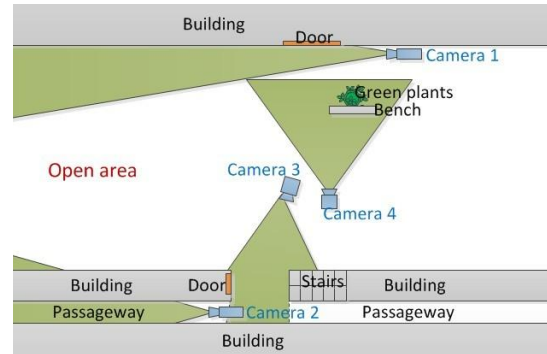 Building
Door
Camera 1
Green plants
Bench
Open area
Camera 3
Camera 4
Building
Door
Stairs
Building
Passageway
Camera 2
Passageway
Building